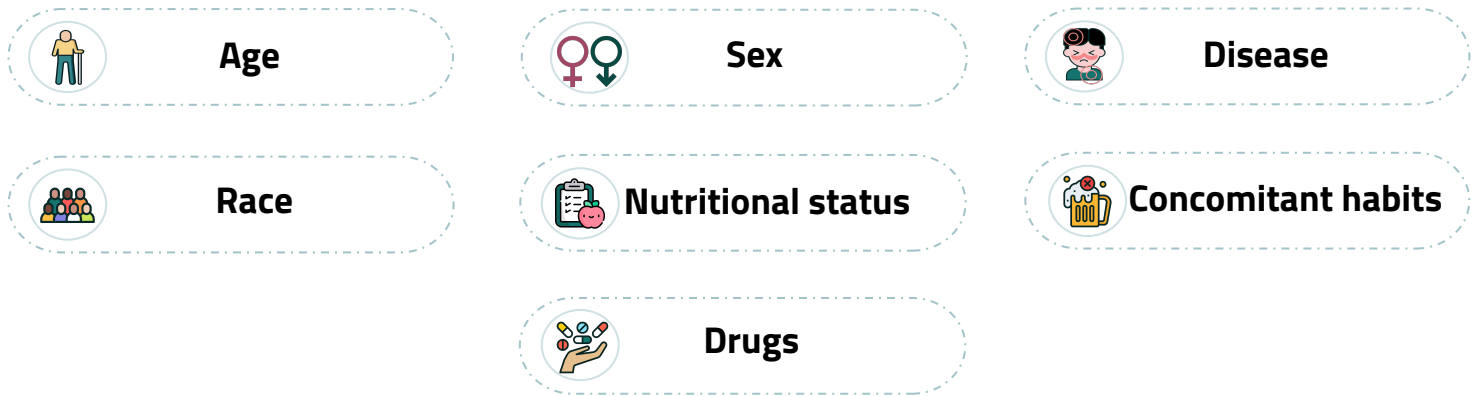 Age
Sex
Disease
Race
Nutritional status
Concomitant habits
Drugs